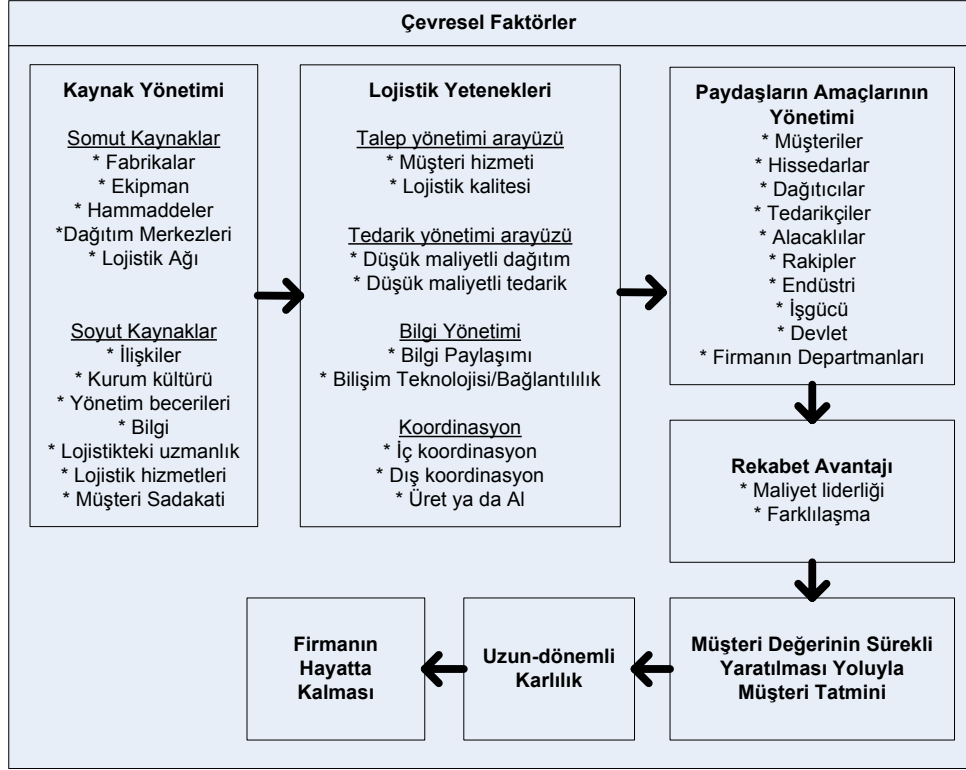 Çevresel Faktörler
Kaynak Yönetimi
Somut Kaynaklar
* Fabrikalar
* Ekipman
* Hammaddeler
*Dağıtım Merkezleri
* Lojistik Ağı
Soyut Kaynaklar
* İlişkiler
* Kurum kültürü
* Yönetim becerileri
* Bilgi
* Lojistikteki uzmanlık
* Lojistik hizmetleri
* Müşteri Sadakati
Lojistik Yetenekleri
Talep yönetimi arayüzü
* Müşteri hizmeti
* Lojistik kalitesi
Tedarik yönetimi arayüzü
* Düşük maliyetli dağıtım
* Düşük maliyetli tedarik
Bilgi Yönetimi
* Bilgi Paylaşımı
* Bilişim Teknolojisi/Bağlantılılık
Koordinasyon
* İç koordinasyon
* Dış koordinasyon
* Üret ya da Al
Paydaşların Amaçlarının
Yönetimi
* Müşteriler
* Hissedarlar
* Dağıtıcılar
* Tedarikçiler
* Alacaklılar
* Rakipler
* Endüstri
* İşgücü
* Devlet
* Firmanın Departmanları
Rekabet Avantajı
* Maliyet liderliği
* Farklılaşma
Müşteri Değerinin Sürekli
Yaratılması Yoluyla
Müşteri Tatmini
Uzun-dönemli
Karlılık
Firmanın
Hayatta
Kalması